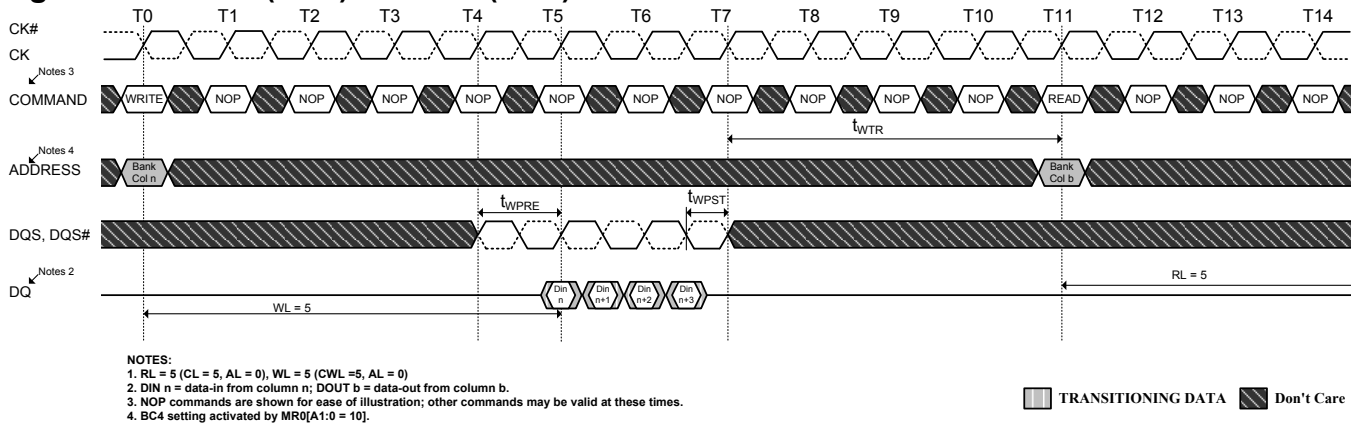 T0 T1 T2 T3 T4 T5 T6 T7 T8 T9 T10 T11 T12 T13 T14
CK#
CK
Notes 3
COMMAND WRITE NOP NOP NOP NOP NOP NOP NOP NOP NOP NOP READ NOP NOP NOP
tWTR
Notes 4
ADDRESS
Bank
Col n
Bank
Col b
tWPRE
tWPST
DQS, DQS#
Notes 2
DQ
Din
n
Din
n+1
Din
n+2
Din
n+3
WL = 5
RL = 5
NOTES:
1. RL = 5 (CL = 5, AL = 0), WL = 5 (CWL =5, AL = 0)
2. DIN n = data-in from column n; DOUT b = data-out from column b.
3. NOP commands are shown for ease of illustration; other commands may be valid at these times.
4. BC4 setting activated by MR0[A1:0 = 10].
TRANSITIONING DATA Don't Care